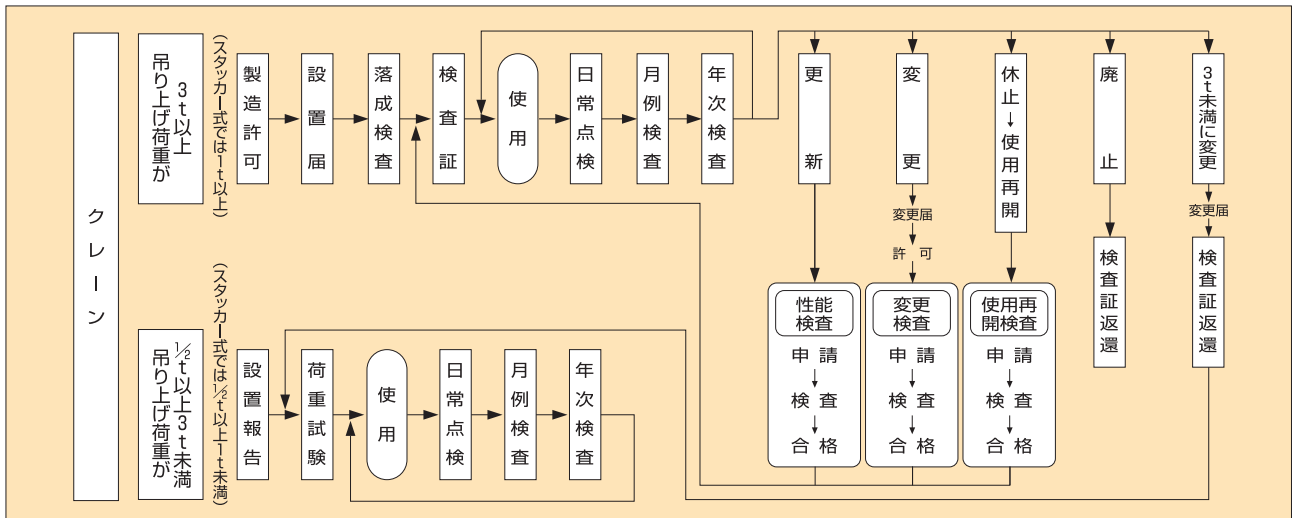 クレーン
吊り上げ荷重が
3t以上
(スタッカー式では1t以上)
製造許可
設置届
落成検査
検査証
使用
日常点検
月例検査
年次検査
更新
変更
休止→使用再開
廃止
3t未満に変更
変更届
許可
変更届
性能
検査
申請
検査
合格
変更
検査
申請
検査
合格
使用再
開検査
申請
検査
合格
検査証返還
検査証返還
吊り上げ荷重が
1/2t以上3t未満
(スタッカー式では1/2t以上1t未満)
設置報告
荷重試験
使用
日常点検
月例検査
年次検査